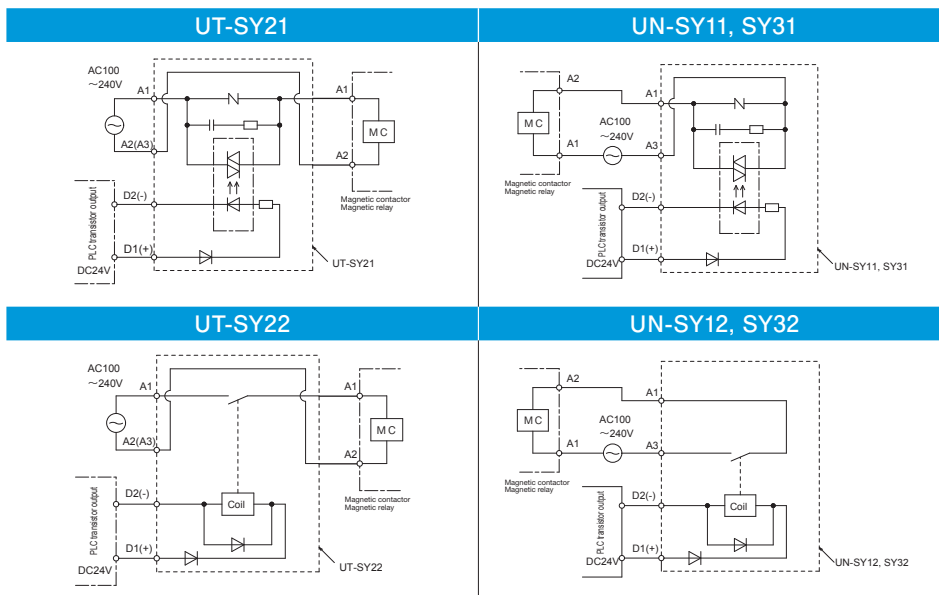 UT-SY21
AC100
～240V
A1
A2(A3)
A1
MC
A2
Magnetic contactor
Magnetic relay
PLC transistor output
DC24V
D2(-)
D1(+)
UT-SY21
UN-SY11, SY31
A2
A1
MC
AC100
～240V
A1
A3
Magnetic contactor
Magnetic relay
PLC transistor output
DC24V
D2(-)
D1(+)
UN-SY11, SY31
UT-SY22
AC100
～240V
A1
A2(A3)
A1
MC
A2
Magnetic contactor
Magnetic relay
PLC transistor output
DC24V
D2(-)
Coil
D1(+)
UT-SY22
UN-SY12, SY32
A2
A1
MC
AC100
～240V
A1
A3
Magnetic contactor
Magnetic relay
PLC transistor output
DC24V
D2(-)
Coil
D1(+)
UN-SY12, SY32